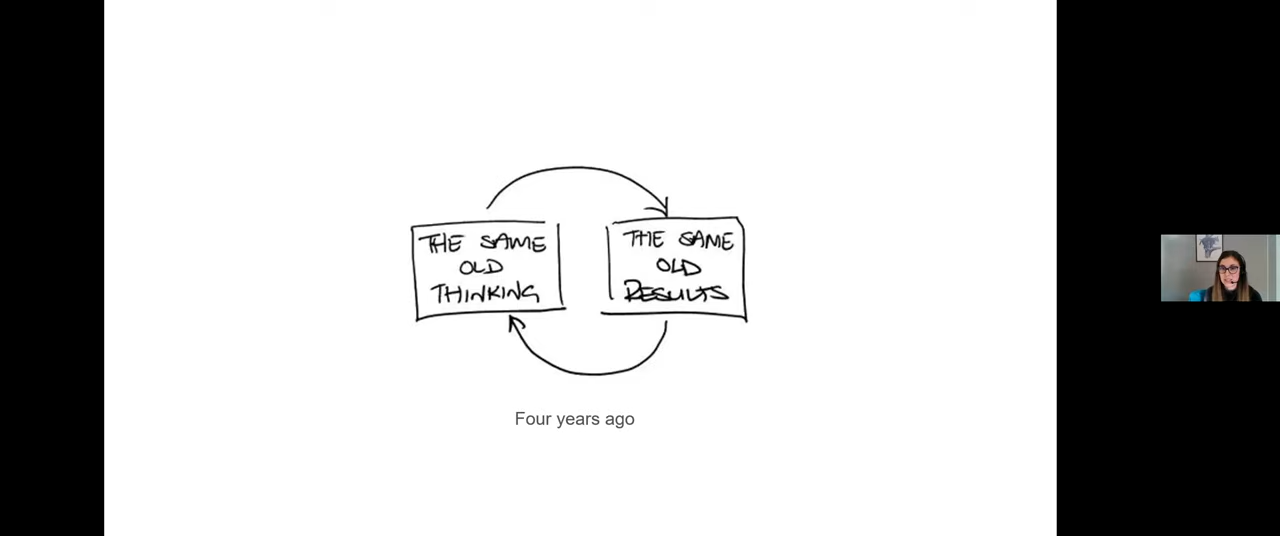 THE SAME
OLD
THINKING
THE SAME
OLD
RESULTS
Four years ago